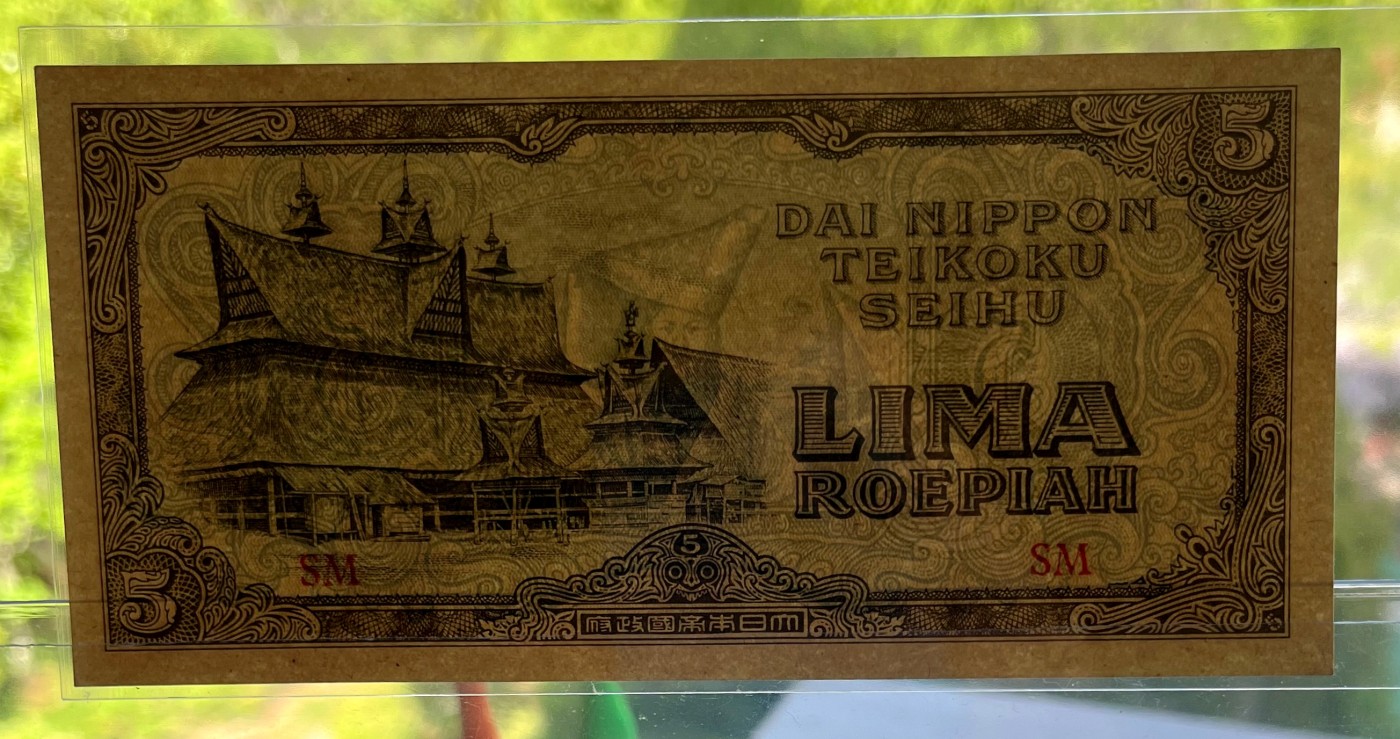 5
DAI NIPPON
TEIKOKU
SEIHU
LIMA
ROEPIAH
SM
SM
5
5
府政國帝本日大